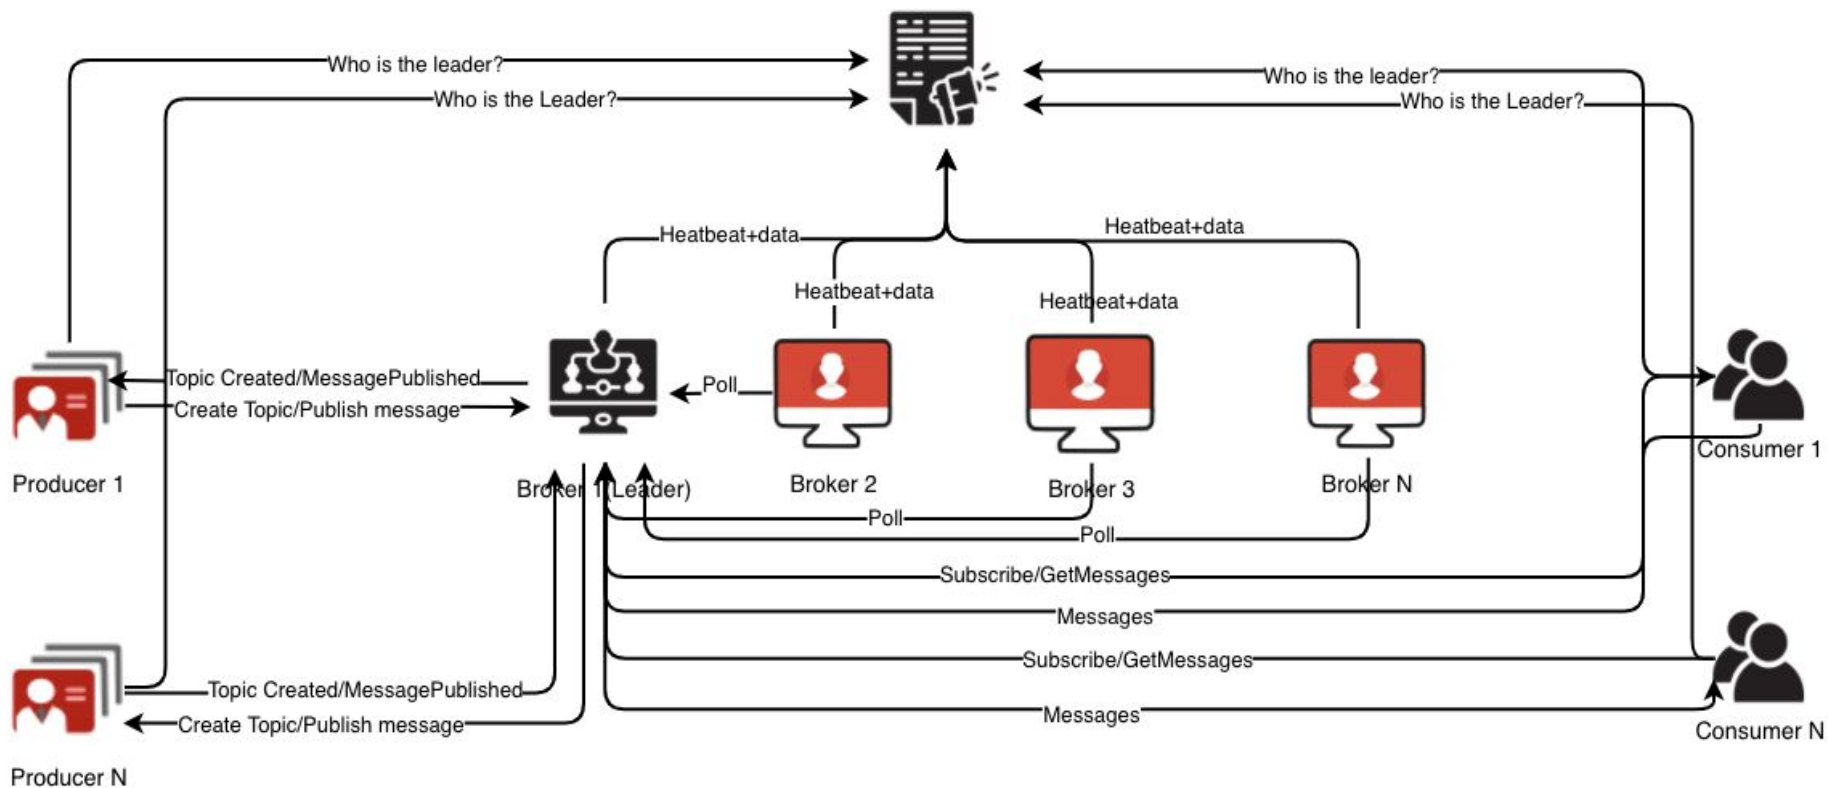 Who is the leader?
Who is the leader?
Who is the Leader?
Who is the Leader?
Heatbeat+data
Heatbeat+data
Heatbeat+data
Heatbeat+data
Topic Created/MessagePublished
Poll
Create Topic/Publish message
Consumer 1
Producer 1
Broker 1(Leader)
Broker 2
Broker 3
Broker N
Poll
Poll
Subscribe/GetMessages
Messages
Subscribe/GetMessages
Topic Created/MessagePublished
Messages
Create Topic/Publish message
Consumer N
Producer N